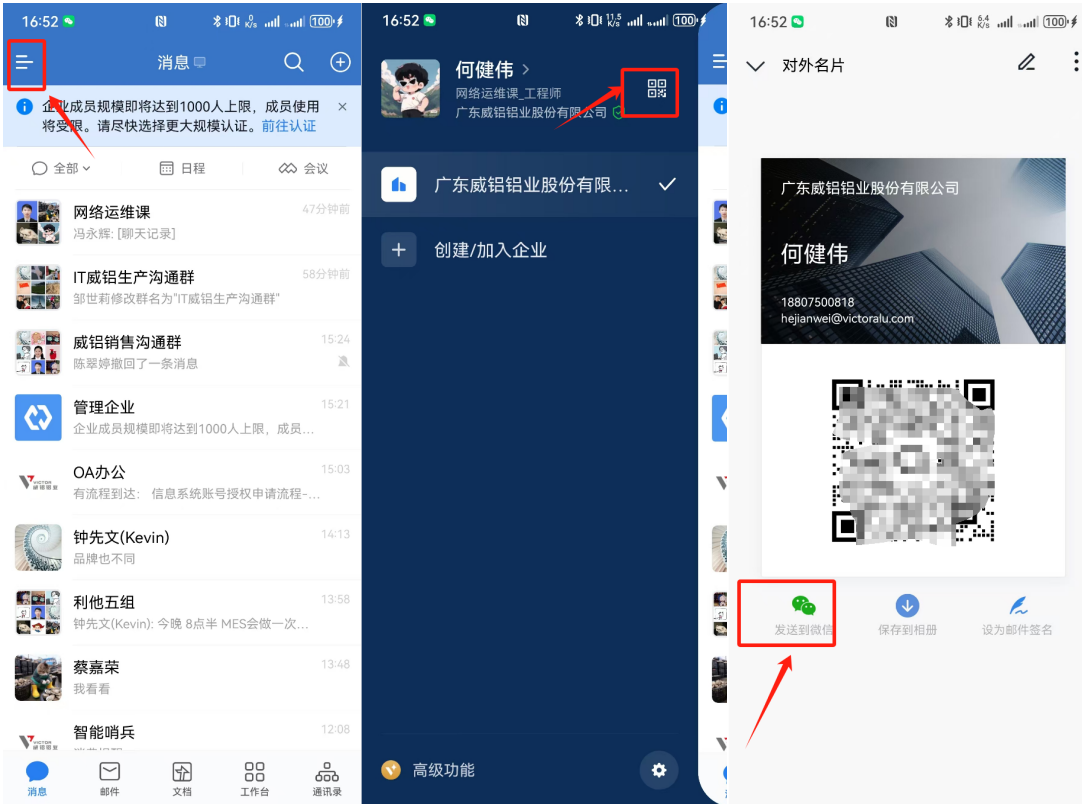 16:52
0
K/s
100
消息
企业成员规模即将达到1000人上限，成员使用
将受限。请尽快选择更大规模认证。前往认证
全部
日程
会议
网络运维课
47分钟前
冯永辉: [聊天记录]
IT威铝生产沟通群
58分钟前
邹世莉修改群名为"IT威铝生产沟通群"
威铝销售沟通群
15:24
陈翠婷撤回了一条消息
管理企业
15:21
企业成员规模即将达到1000人上限，成员...
OA办公
15:03
有流程到达： 信息系统账号授权申请流程-...
钟先文(Kevin)
14:13
品牌也不同
利他五组
13:58
钟先文(Kevin): 今晚 8点半 MES会做一次...
蔡嘉荣
13:48
我看看
智能哨兵
12:08
消息
邮件
文档
工作台
通讯录
16:52
11.5
K/s
100
何健伟
网络运维课_工程师
广东威铝铝业股份有限公司
广东威铝铝业股份有限...
创建/加入企业
高级功能
16:52
6.4
K/s
100
对外名片
广东威铝铝业股份有限公司
何健伟
18807500818
hejianwei@victoralu.com
发送到微信
保存到相册
设为邮件签名